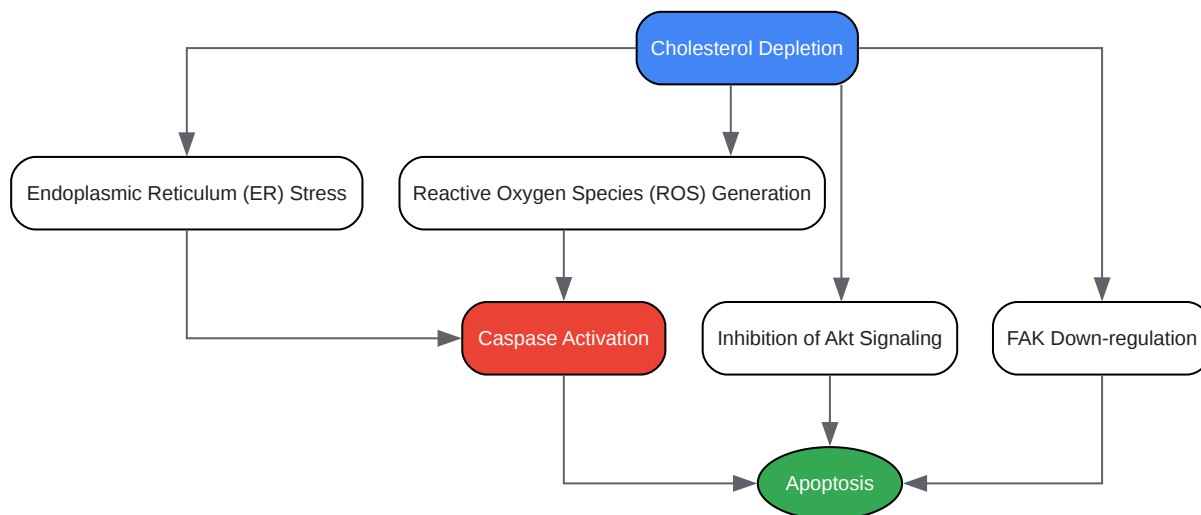 Cholesterol Depletion
Endoplasmic Reticulum (ER) Stress
Reactive Oxygen Species (ROS) Generation
Caspase Activation
Inhibition of Akt Signaling
FAK Down-regulation
Apoptosis